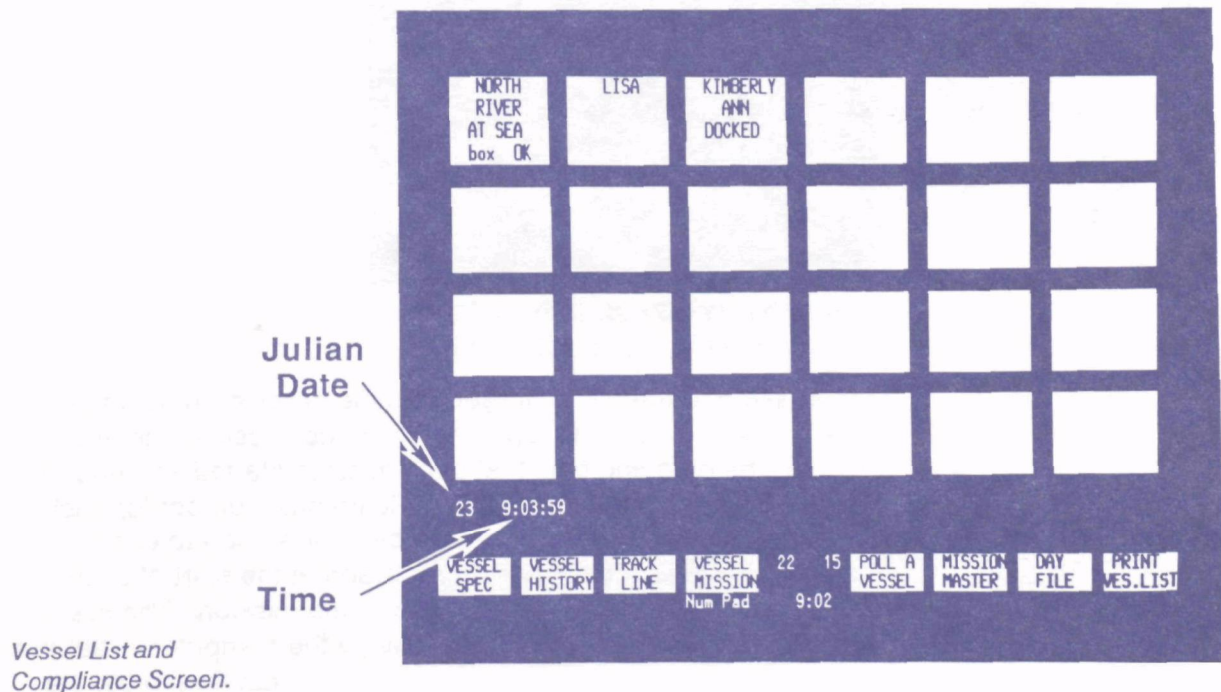 NORTH
RIVER
AT SEA
box OK
LISA
KIMBERLY
ANN
DOCKED
Julian
Date
23 9:03:59
Time
VESSEL
SPEC
VESSEL
HISTORY
TRACK
LINE
VESSEL
MISSION
22 15
POLL A
VESSEL
MISSION
MASTER
DAY
FILE
PRINT
VES.LIST
Num Pad 9:02
Vessel List and
Compliance Screen.